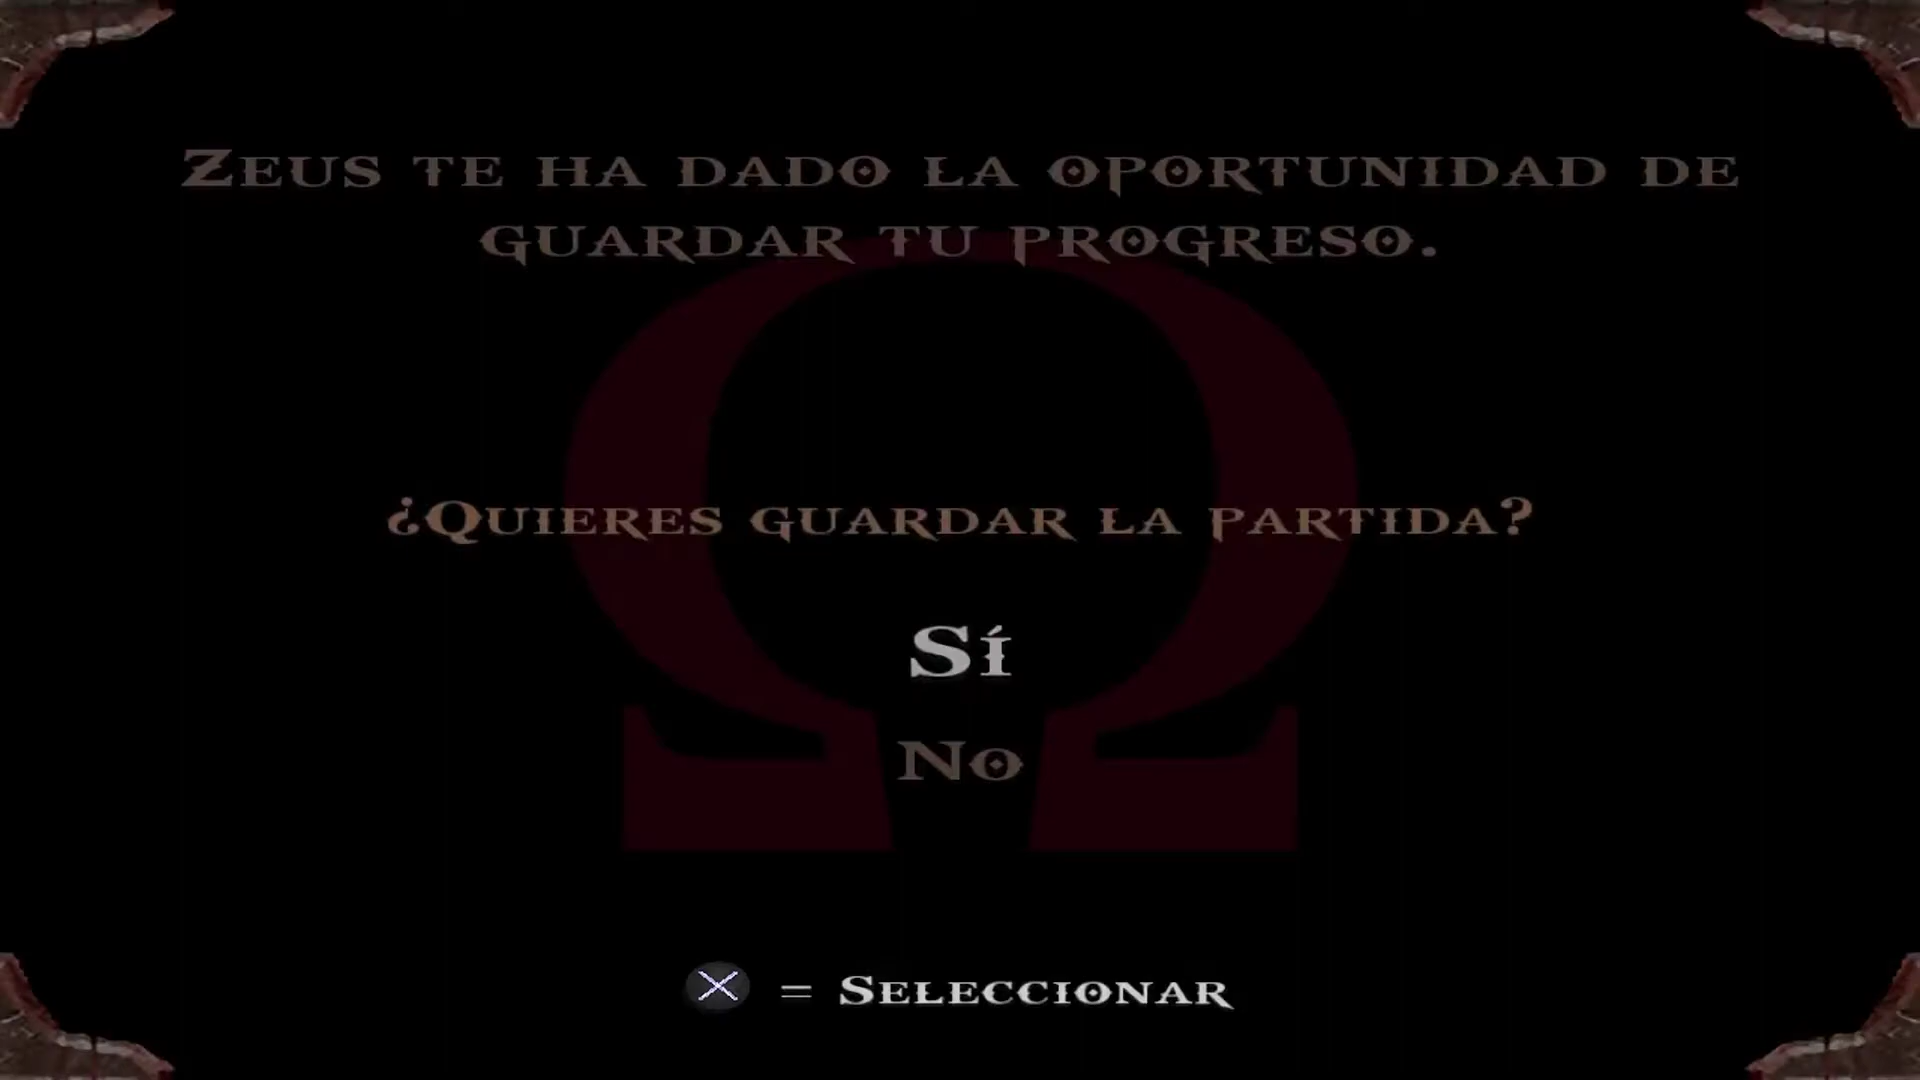 Zeus te ha dado la oportunidad de
guardar tu progreso.
¿Quieres guardar la partida?
Sí
No
= Seleccionar